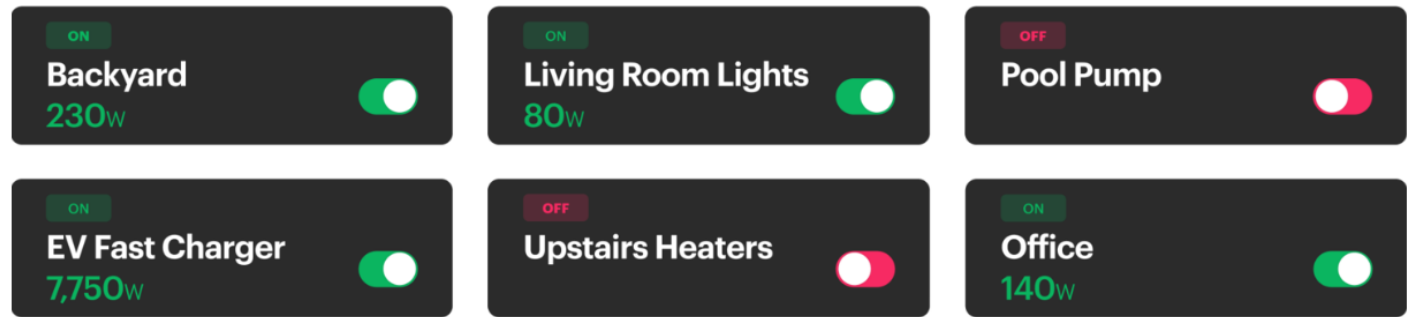 ON
Backyard
230W
ON
Living Room Lights
80W
OFF
Pool Pump
ON
EV Fast Charger
7,750W
OFF
Upstairs Heaters
ON
Office
140W